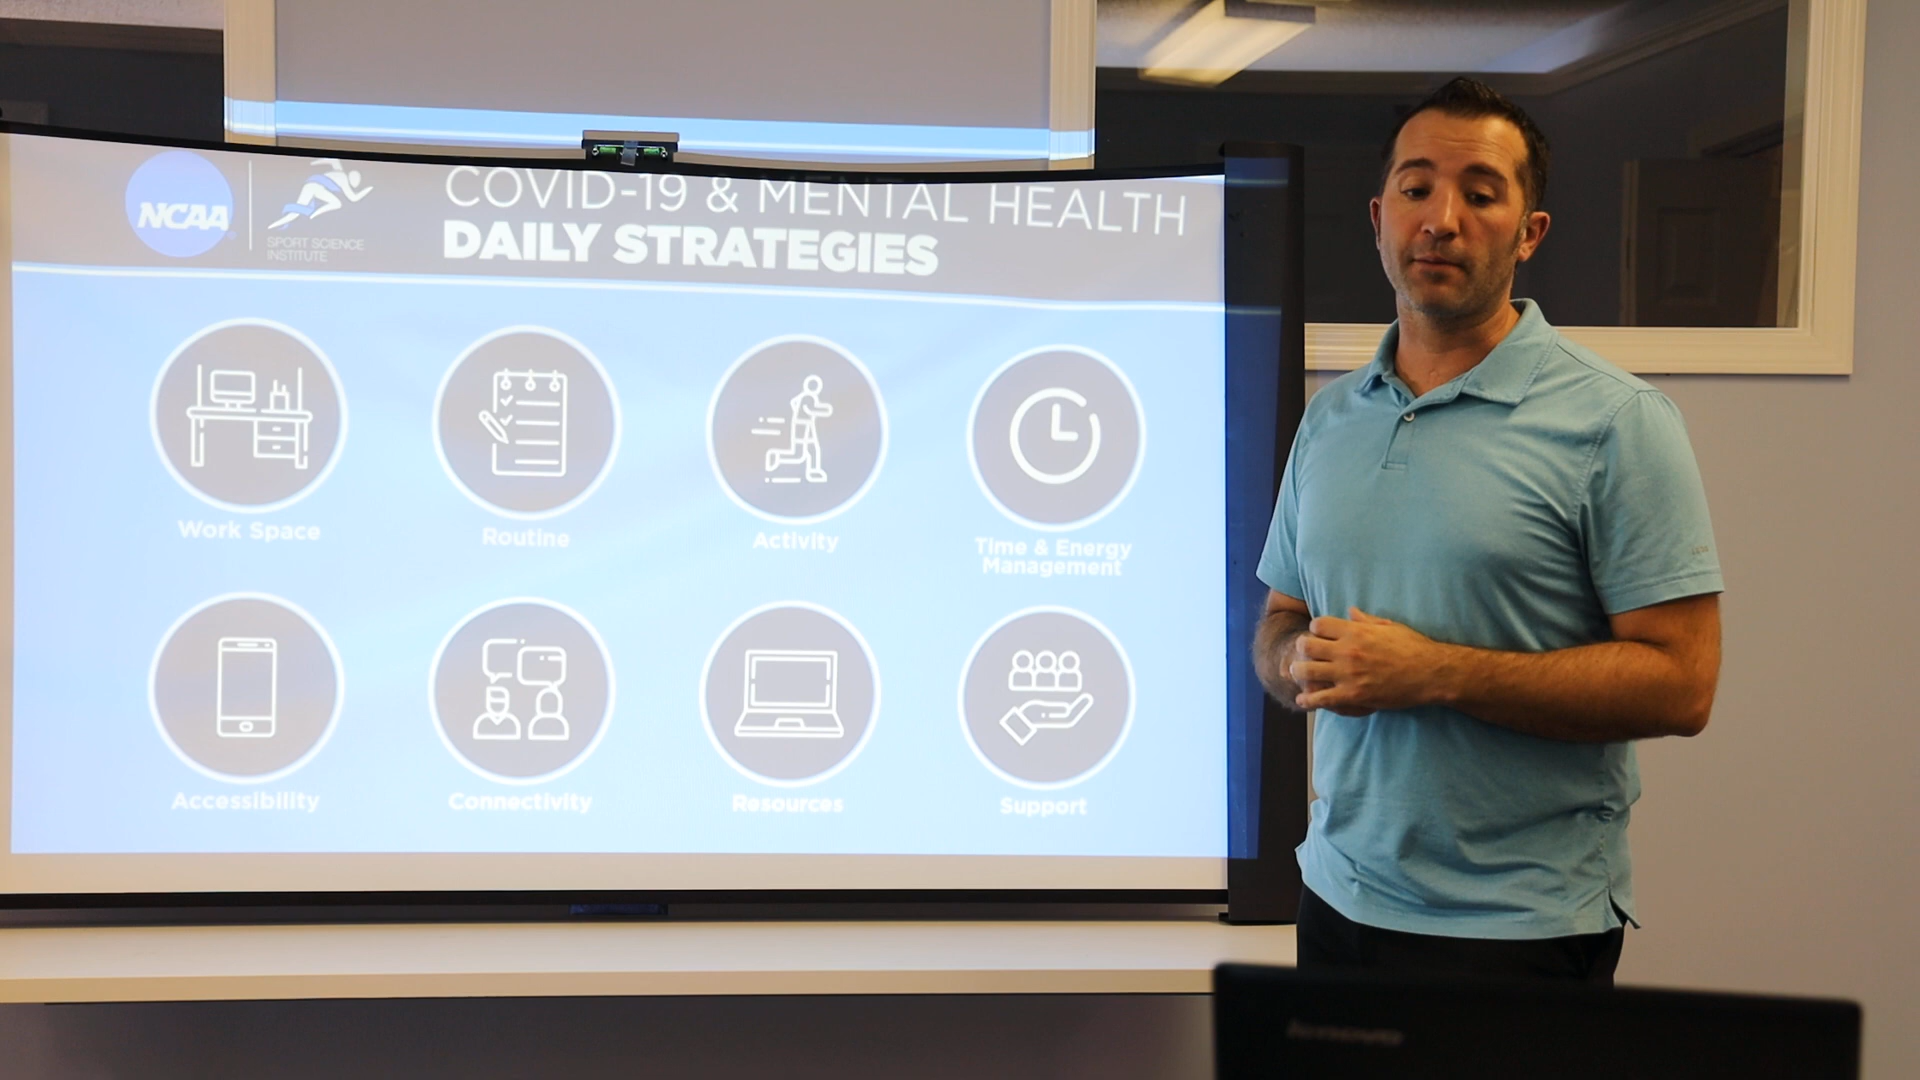 NCAA
SPORT SCIENCE
INSTITUTE
COVID-19 & MENTAL HEALTH
DAILY STRATEGIES
Work Space
Routine
Activity
Time & Energy
Management
Accessibility
Connectivity
Resources
Support
lenovo